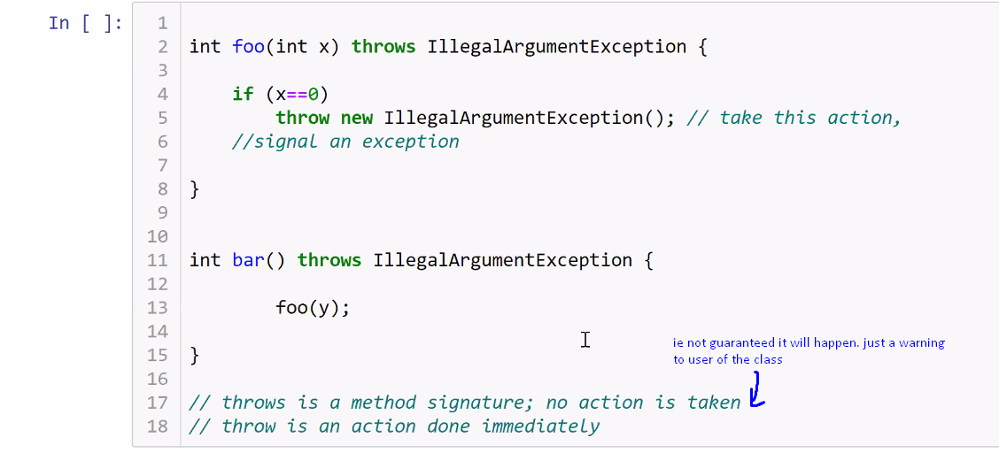 In [ ]:
1
2 int foo(int x) throws IllegalArgumentException {
3
4 if (x==0)
5 throw new IllegalArgumentException(); // take this action,
6 //signal an exception
7
8 }
9
10
11 int bar() throws IllegalArgumentException {
12
13 foo(y);
14
ie not guaranteed it will happen. just a warning
15 }
to user of the class
16
17 // throws is a method signature; no action is taken
18 // throw is an action done immediately